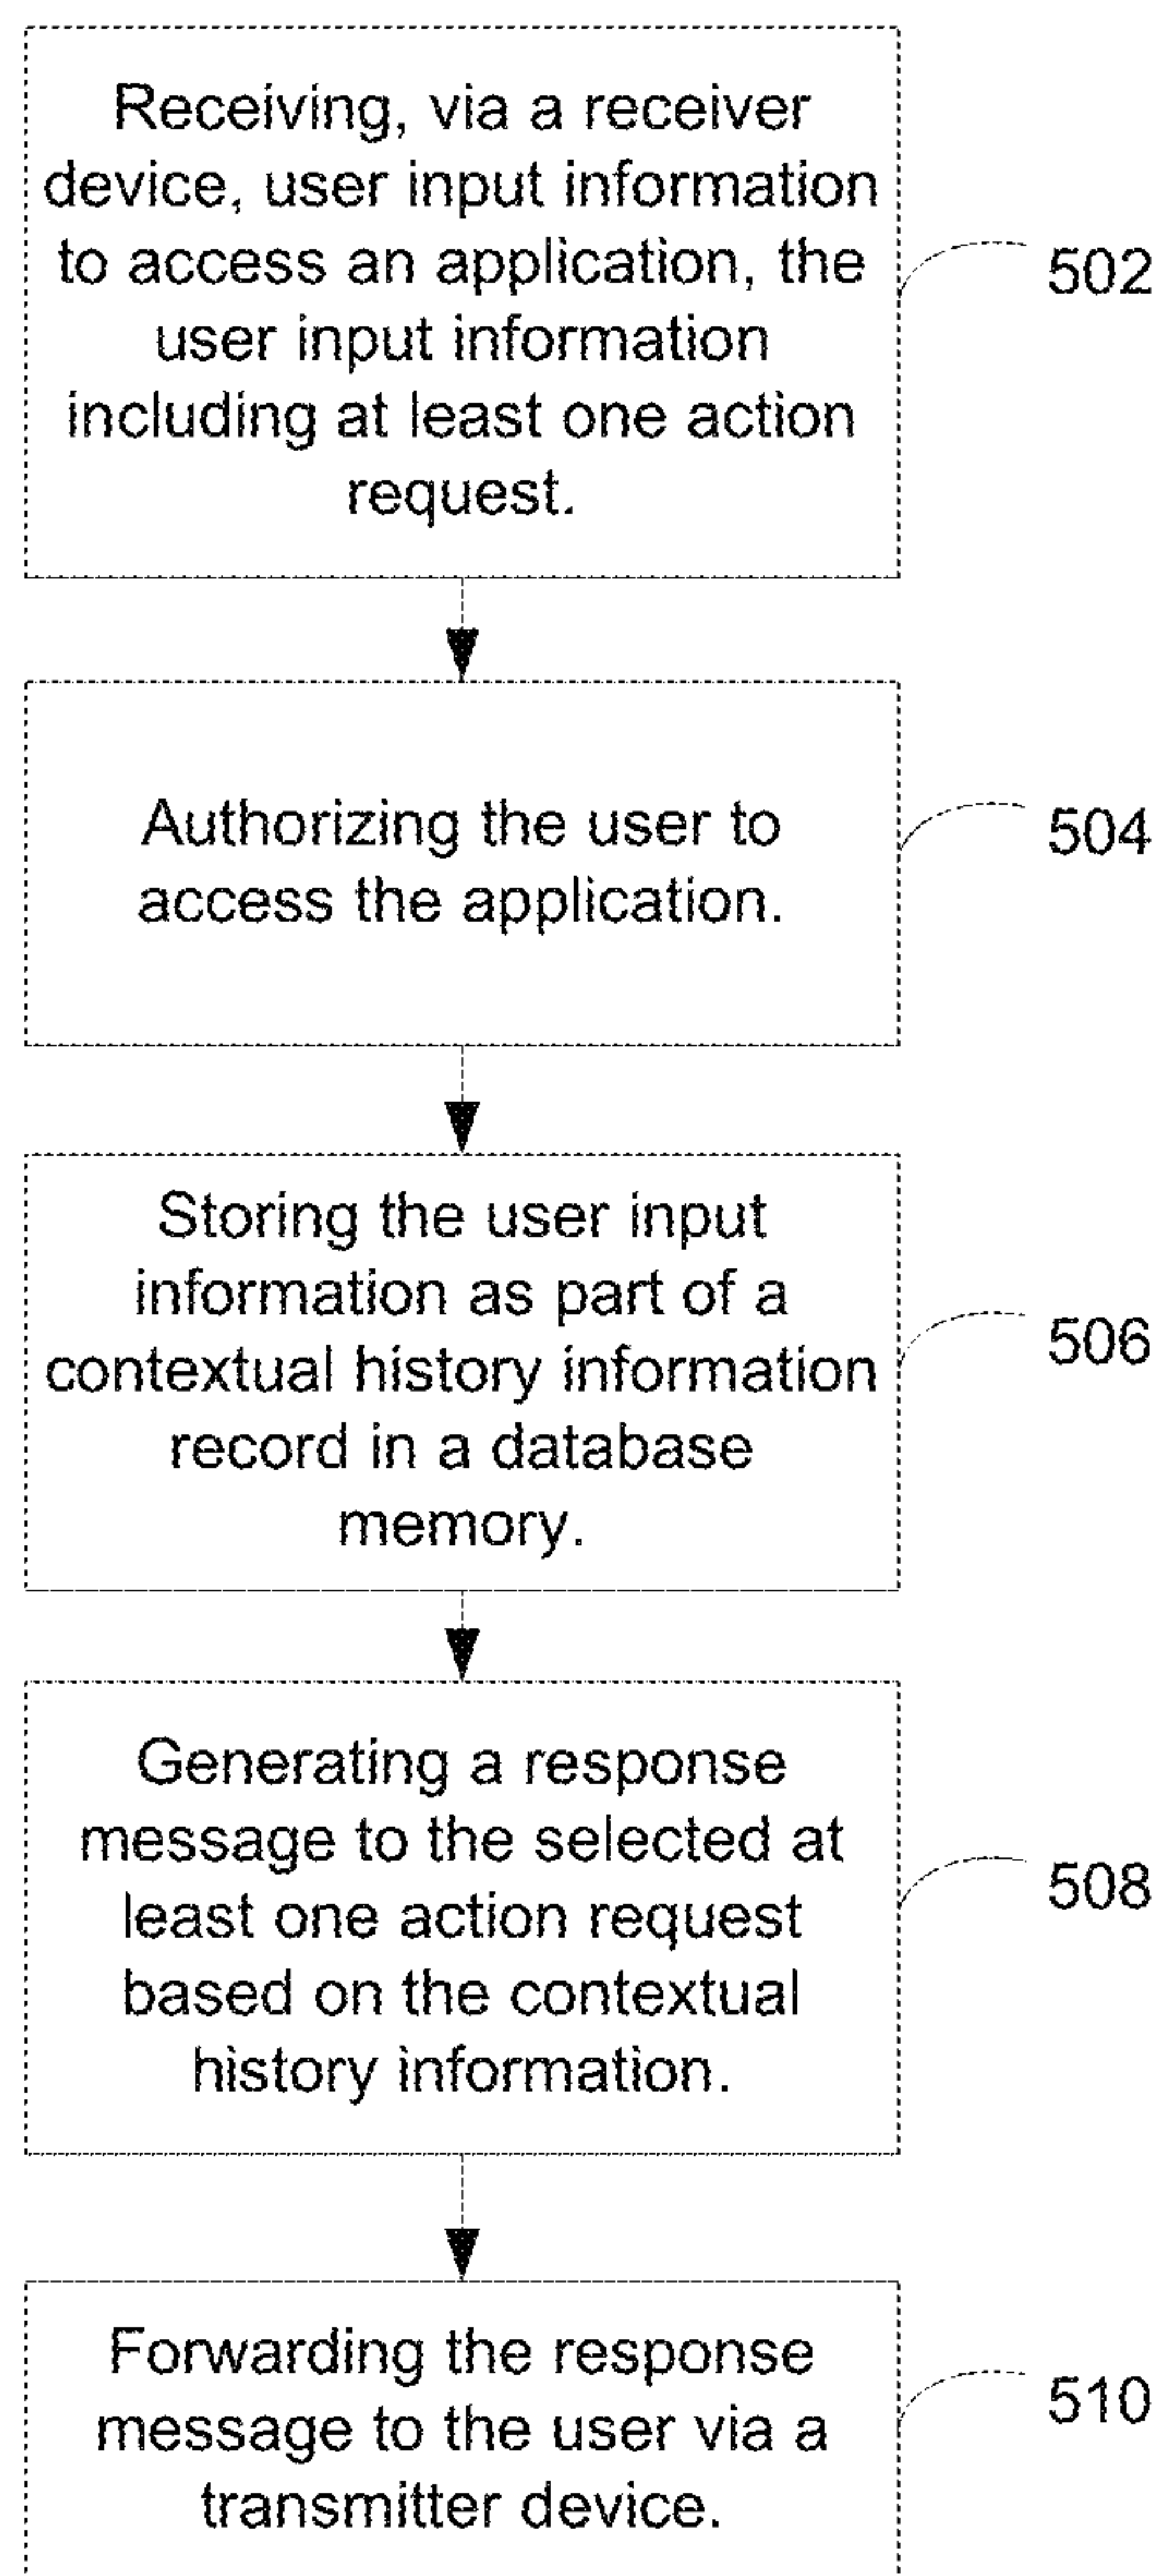 Receiving, via a receiver
device, user input information
to access an application, the
user input information
including at least one action
request.
502
Authorizing the user to
access the application.
504
Storing the user input
information as part of a
contextual history information
record in a database
memory.
506
Generating a response
message to the selected at
least one action request
based on the contextual
history information.
508
Forwarding the response
message to the user via a
transmitter device.
510